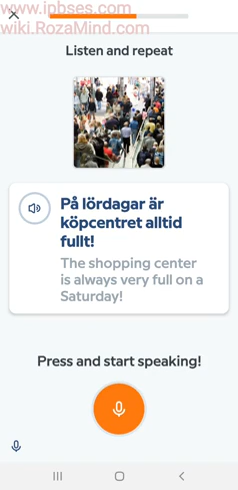 www.ipbses.com
wiki.RozaMind.com
Listen and repeat
På lördagar är
köpcentret alltid
fullt!
The shopping center
is always very full on a
Saturday!
Press and start speaking!